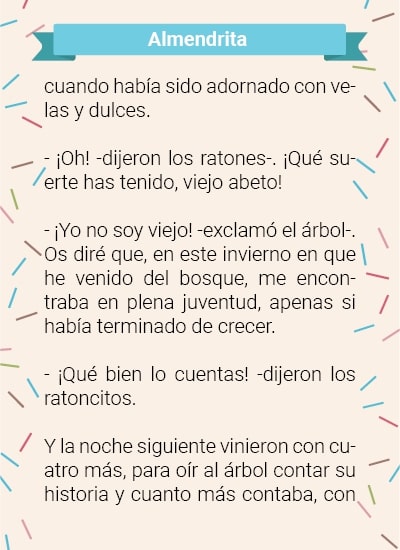 Almendrita
cuando había sido adornado con ve-
las y dulces.
- ¡Oh! -dijeron los ratones-. ¡Qué su-
erte has tenido, viejo abeto!
- ¡Yo no soy viejo! -exclamó el árbol-.
Os diré que, en este invierno en que
he venido del bosque, me encon-
traba en plena juventud, apenas si
había terminado de crecer.
- ¡Qué bien lo cuentas! -dijeron los
ratoncitos.
Y la noche siguiente vinieron con cu-
atro más, para oír al árbol contar su
historia y cuanto más contaba, con